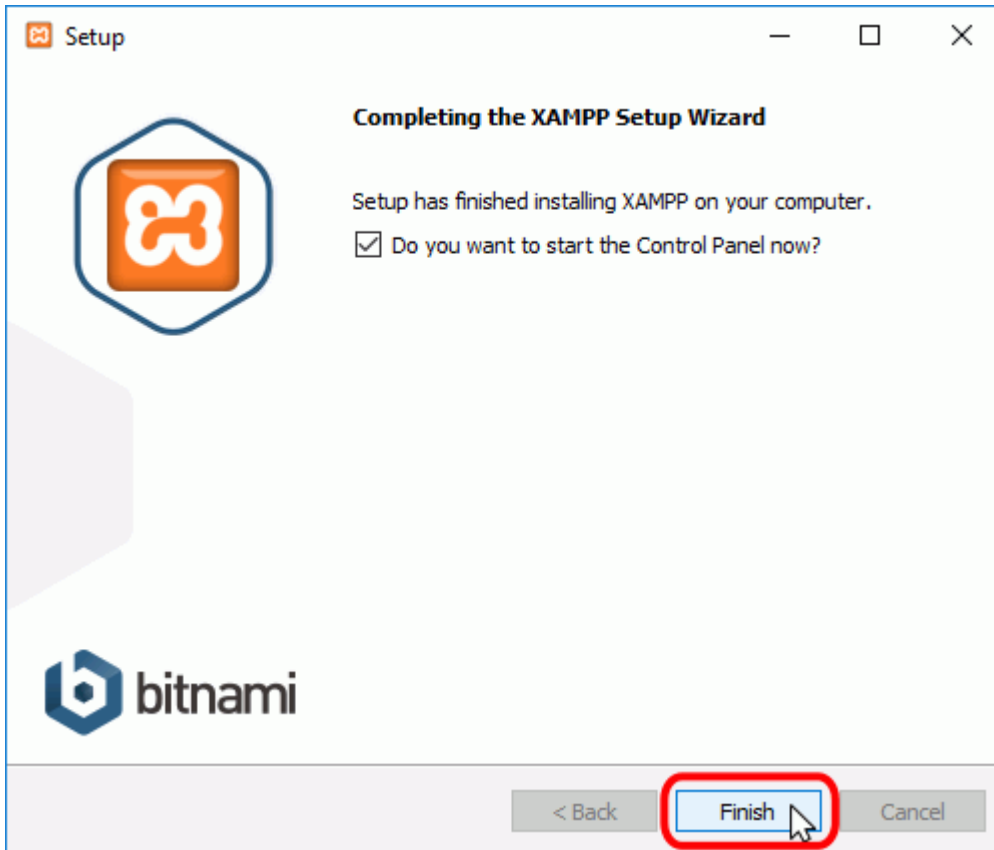 Setup
Completing the XAMPP Setup Wizard
Setup has finished installing XAMPP on your computer.
Do you want to start the Control Panel now?
bitnami
< Back
Finish
Cancel